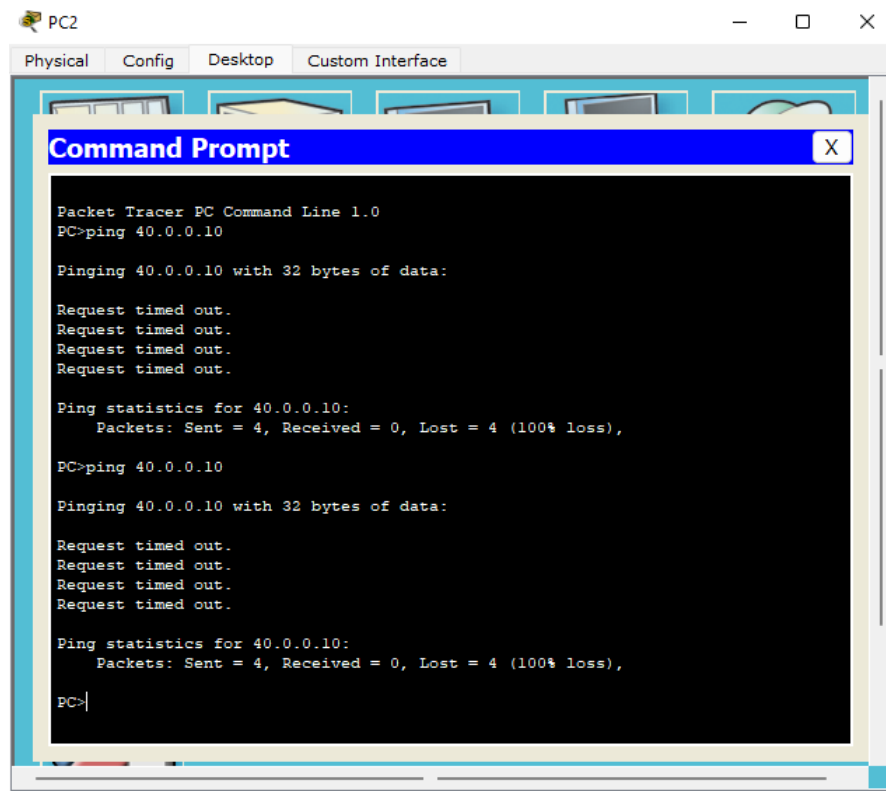 PC2
Physical Config Desktop Custom Interface
Command Prompt
X
Packet Tracer PC Command Line 1.0
PC>ping 40.0.0.10
Pinging 40.0.0.10 with 32 bytes of data:
Request timed out.
Request timed out.
Request timed out.
Request timed out.
Ping statistics for 40.0.0.10:
Packets: Sent = 4, Received = 0, Lost = 4 (100% loss),
PC>ping 40.0.0.10
Pinging 40.0.0.10 with 32 bytes of data:
Request timed out.
Request timed out.
Request timed out.
Request timed out.
Ping statistics for 40.0.0.10:
Packets: Sent = 4, Received = 0, Lost = 4 (100% loss),
PC>